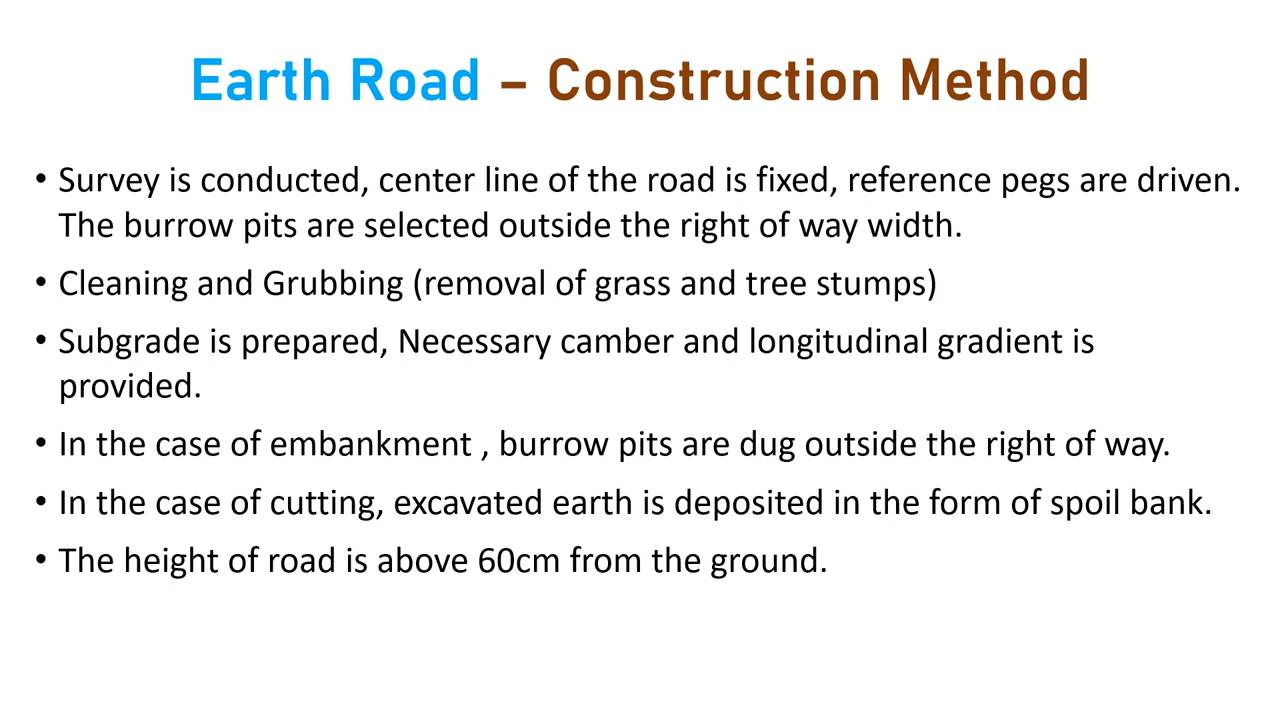 Earth Road – Construction Method
• Survey is conducted, center line of the road is fixed, reference pegs are driven.
The burrow pits are selected outside the right of way width.
• Cleaning and Grubbing (removal of grass and tree stumps)
• Subgrade is prepared, Necessary camber and longitudinal gradient is
provided.
• In the case of embankment , burrow pits are dug outside the right of way.
• In the case of cutting, excavated earth is deposited in the form of spoil bank.
• The height of road is above 60cm from the ground.